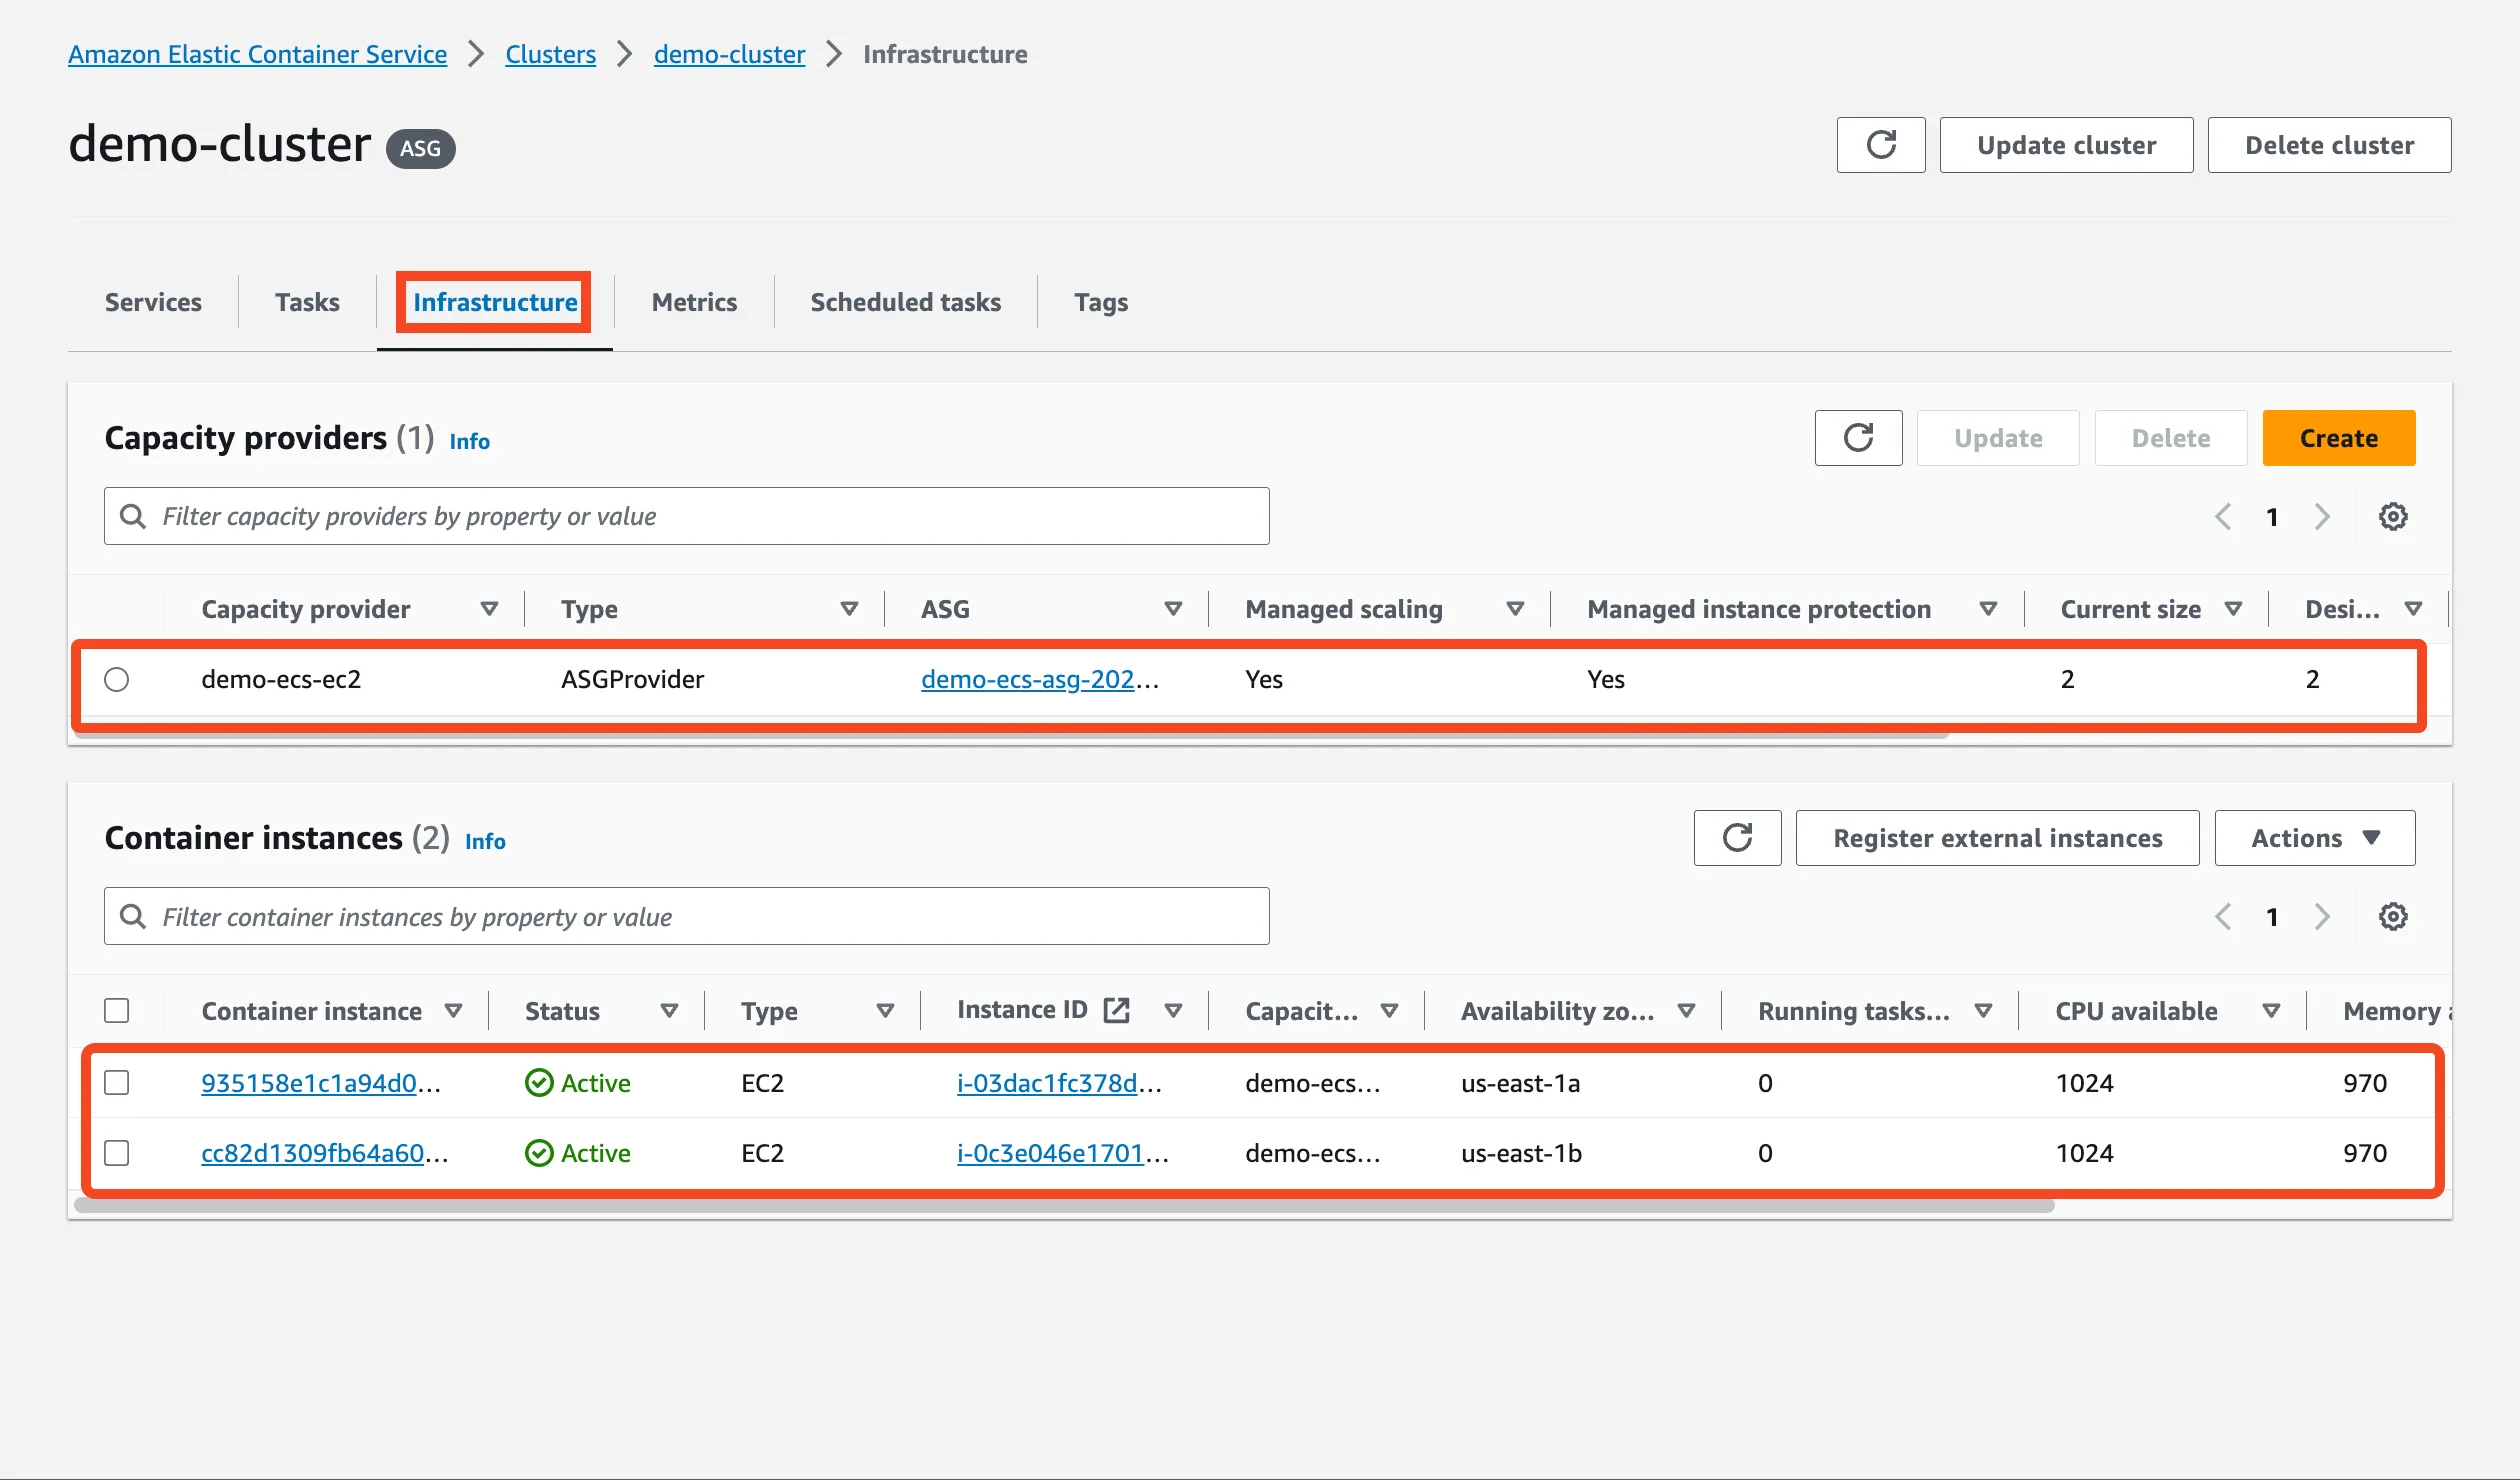 Amazon Elastic Container Service > Clusters > demo-cluster > Infrastructure
demo-cluster ASG
Update cluster Delete cluster
Services Tasks Infrastructure Metrics Scheduled tasks Tags
Capacity providers (1) Info
Update Delete Create
Filter capacity providers by property or value
1
Capacity provider Type ASG Managed scaling Managed instance protection Current size Desi...
demo-ecs-ec2 ASGProvider demo-ecs-asg-202... Yes Yes 2 2
Container instances (2) Info
Register external instances Actions
Filter container instances by property or value
1
Container instance Status Type Instance ID Capacit... Availability zo... Running tasks... CPU available Memory
935158e1c1a94d0... Active EC2 i-03dac1fc378d... demo-ecs... us-east-1a 0 1024 970
cc82d1309fb64a60... Active EC2 i-0c3e046e1701... demo-ecs... us-east-1b 0 1024 970